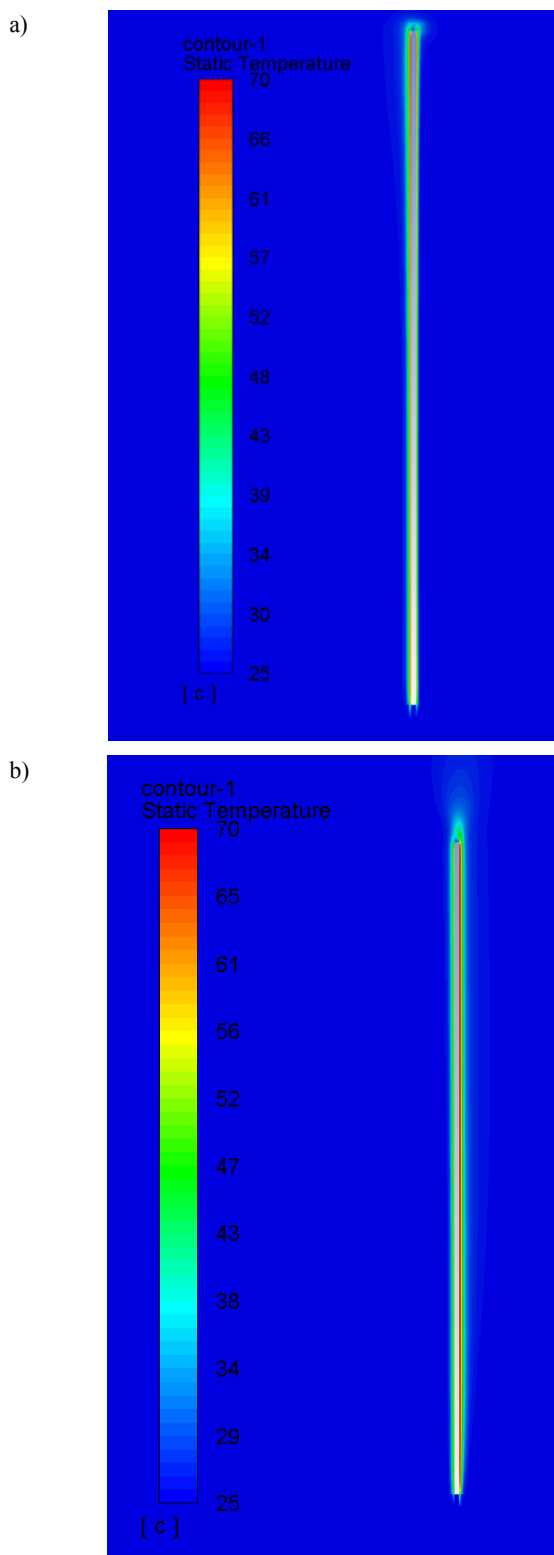 a)
contour-1
Static Temperature
70
66
61
57
52
48
43
39
34
30
25
[ c ]
b)
contour-1
Static Temperature
70
65
61
56
52
47
43
38
34
29
25
[ c ]